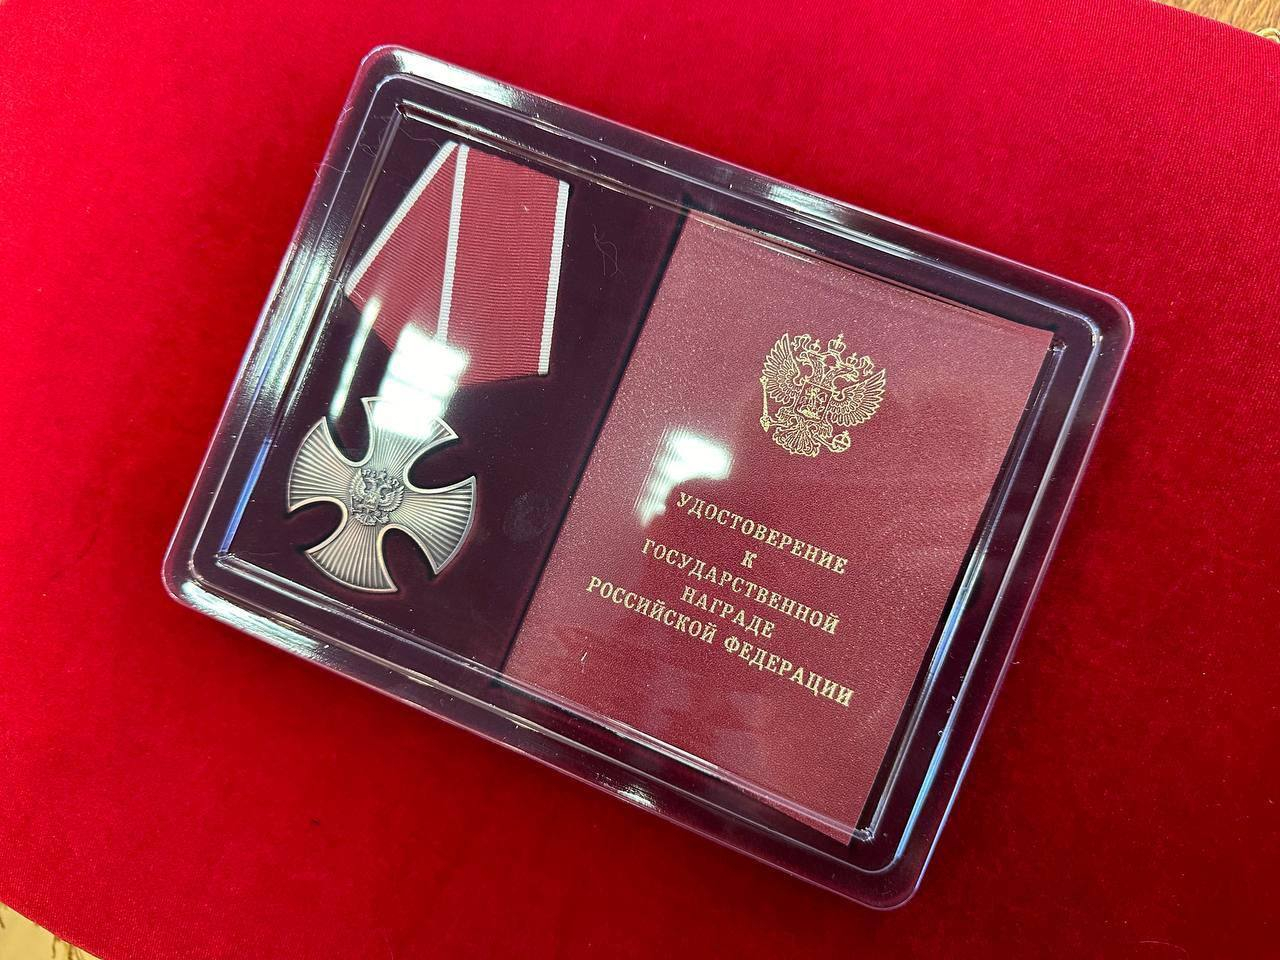 УДОСТОВЕРЕНИЕ
К
ГОСУДАРСТВЕННОЙ
НАГРАДЕ
РОССИЙСКОЙ ФЕДЕРАЦИИ